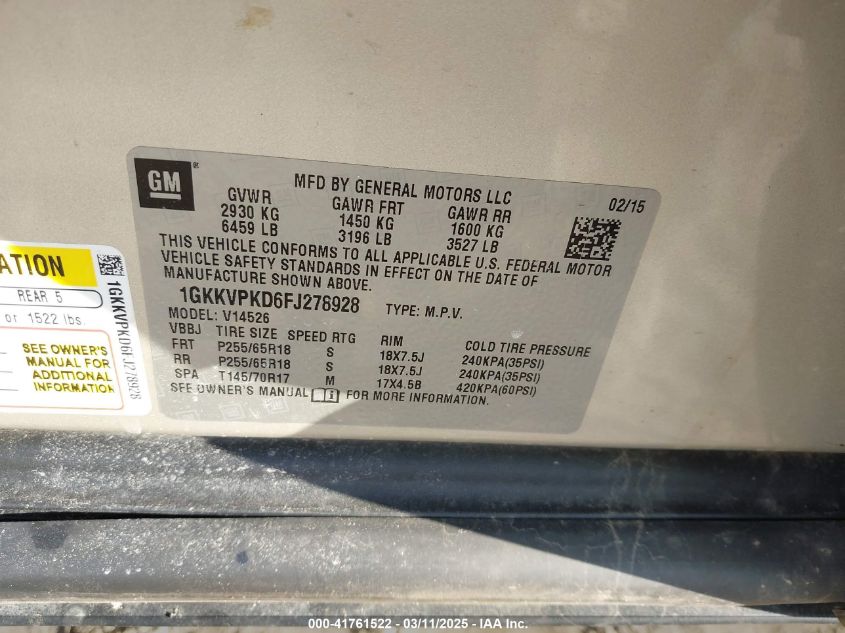 GM
®
MFD BY GENERAL MOTORS LLC
02/15
GVWR GAWR FRT GAWR RR
2930 KG 1450 KG 1600 KG
6459 LB 3196 LB 3527 LB
THIS VEHICLE CONFORMS TO ALL APPLICABLE U.S. FEDERAL MOTOR
VEHICLE SAFETY STANDARDS IN EFFECT ON THE DATE OF
MANUFACTURE SHOWN ABOVE.
1GKKVPKD6FJ278928 TYPE: M.P.V.
MODEL: V14526
VBBJ TIRE SIZE SPEED RTG RIM COLD TIRE PRESSURE
FRT P255/65R18 S 18X7.5J 240KPA(35PSI)
RR P255/65R18 S 18X7.5J 240KPA(35PSI)
SPA T145/70R17 M 17X4.5B 420KPA(60PSI)
SEE OWNER'S MANUAL i FOR MORE INFORMATION.
ATION
REAR 5
or 1522 lbs.
SEE OWNER'S
MANUAL FOR
ADDITIONAL
INFORMATION
1GKKVPKD6FJ278928
000-41761522 - 03/11/2025 - IAA Inc.